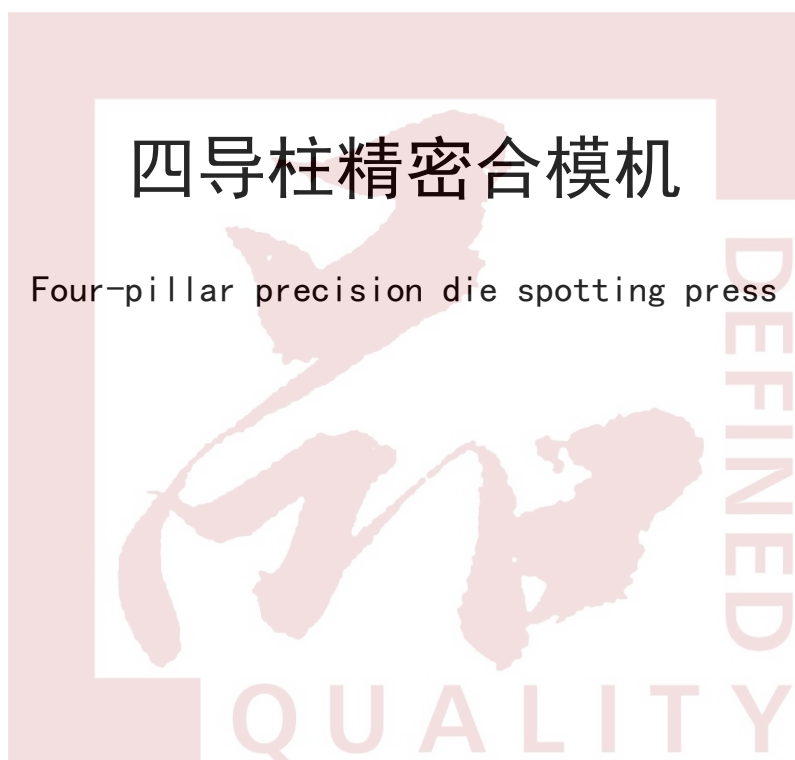 四导柱精密合模机
Four-pillar precision die spotting press
DEFINED
QUALITY